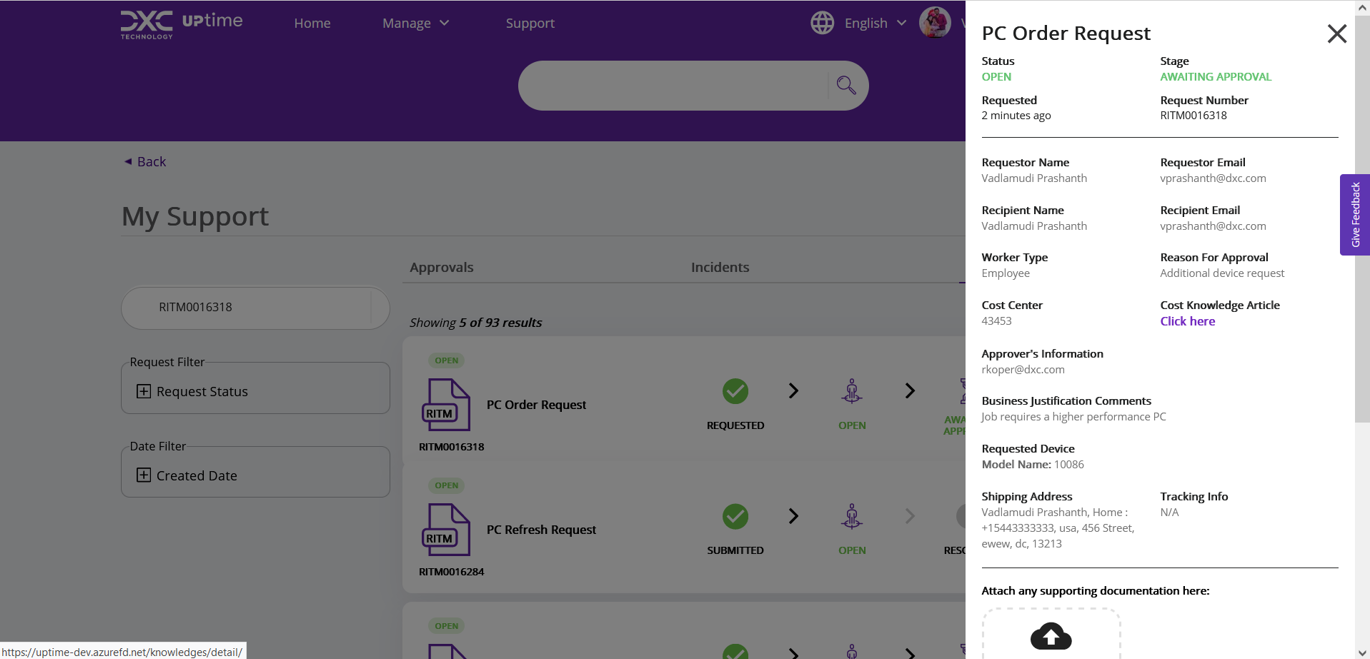 DXC TECHNOLOGY
UPtime
Home
Manage
Support
English
V
◄ Back
My Support
Approvals
Incidents
RITM0016318
Showing 5 of 93 results
Request Filter
Request Status
Date Filter
Created Date
OPEN
RITM
PC Order Request
REQUESTED
OPEN
RITM0016318
OPEN
RITM
PC Refresh Request
SUBMITTED
OPEN
RITM0016284
OPEN
https://uptime-dev.azurefd.net/knowledges/detail/
PC Order Request
Status
OPEN
Stage
AWAITING APPROVAL
Requested
2 minutes ago
Request Number
RITM0016318
Requestor Name
Vadlamudi Prashanth
Requestor Email
vprashanth@dxc.com
Recipient Name
Vadlamudi Prashanth
Recipient Email
vprashanth@dxc.com
Worker Type
Employee
Reason For Approval
Additional device request
Cost Center
43453
Cost Knowledge Article
Click here
Approver's Information
rkoper@dxc.com
Business Justification Comments
Job requires a higher performance PC
Requested Device
Model Name: 10086
Shipping Address
Vadlamudi Prashanth, Home :
+15443333333, usa, 456 Street,
ewew, dc, 13213
Tracking Info
N/A
Attach any supporting documentation here:
Give Feedback